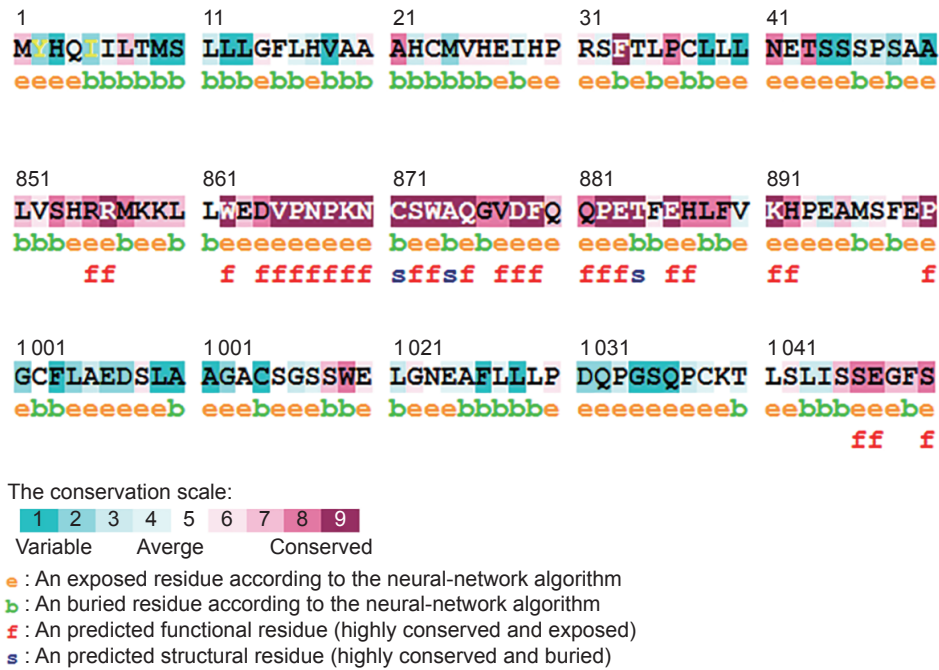 1 11 21 31 41
MYHQIILTMS LLLGFLHVAA AHCMVHEIHP RSFTLPCLLL NETSSSPSAA
eeeebbbbbb bbbebbebbb bbbbbbebee eebebebbee eeeeebebee
851 861 871 881 891
LVSHRRMKKL LWEDVPNPKN CSWAQGVDFQ QPETFEHLFV KHPEAMSFEP
bbbeeebeeb beeeeeeeee beebebeeee eeebbeebbe eeeeebebee
ff f fffffff sffsf fff fffs ff ff f
1 001 1 001 1 021 1 031 1 041
GCFLAEDSLA AGACSGSSWE LGNEAFLLLP DQPGSQPCKT LSLISSEGFS
ebbeeeeeeb eeebeeebbe beeebbbbbe eeeeeeeeeb eebbbeeebe
ff f
The conservation scale:
1 2 3 4 5 6 7 8 9
Variable Averge Conserved
e : An exposed residue according to the neural-network algorithm
b : An buried residue according to the neural-network algorithm
f : An predicted functional residue (highly conserved and exposed)
s : An predicted structural residue (highly conserved and buried)